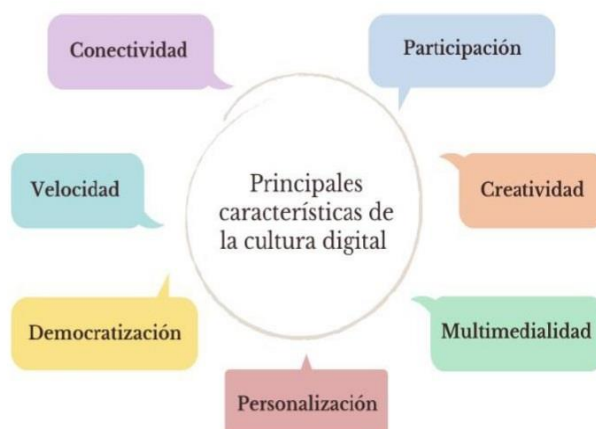 Conectividad
Participación
Velocidad
Principales
características de
la cultura digital
Creatividad
Democratización
Multimedialidad
Personalización